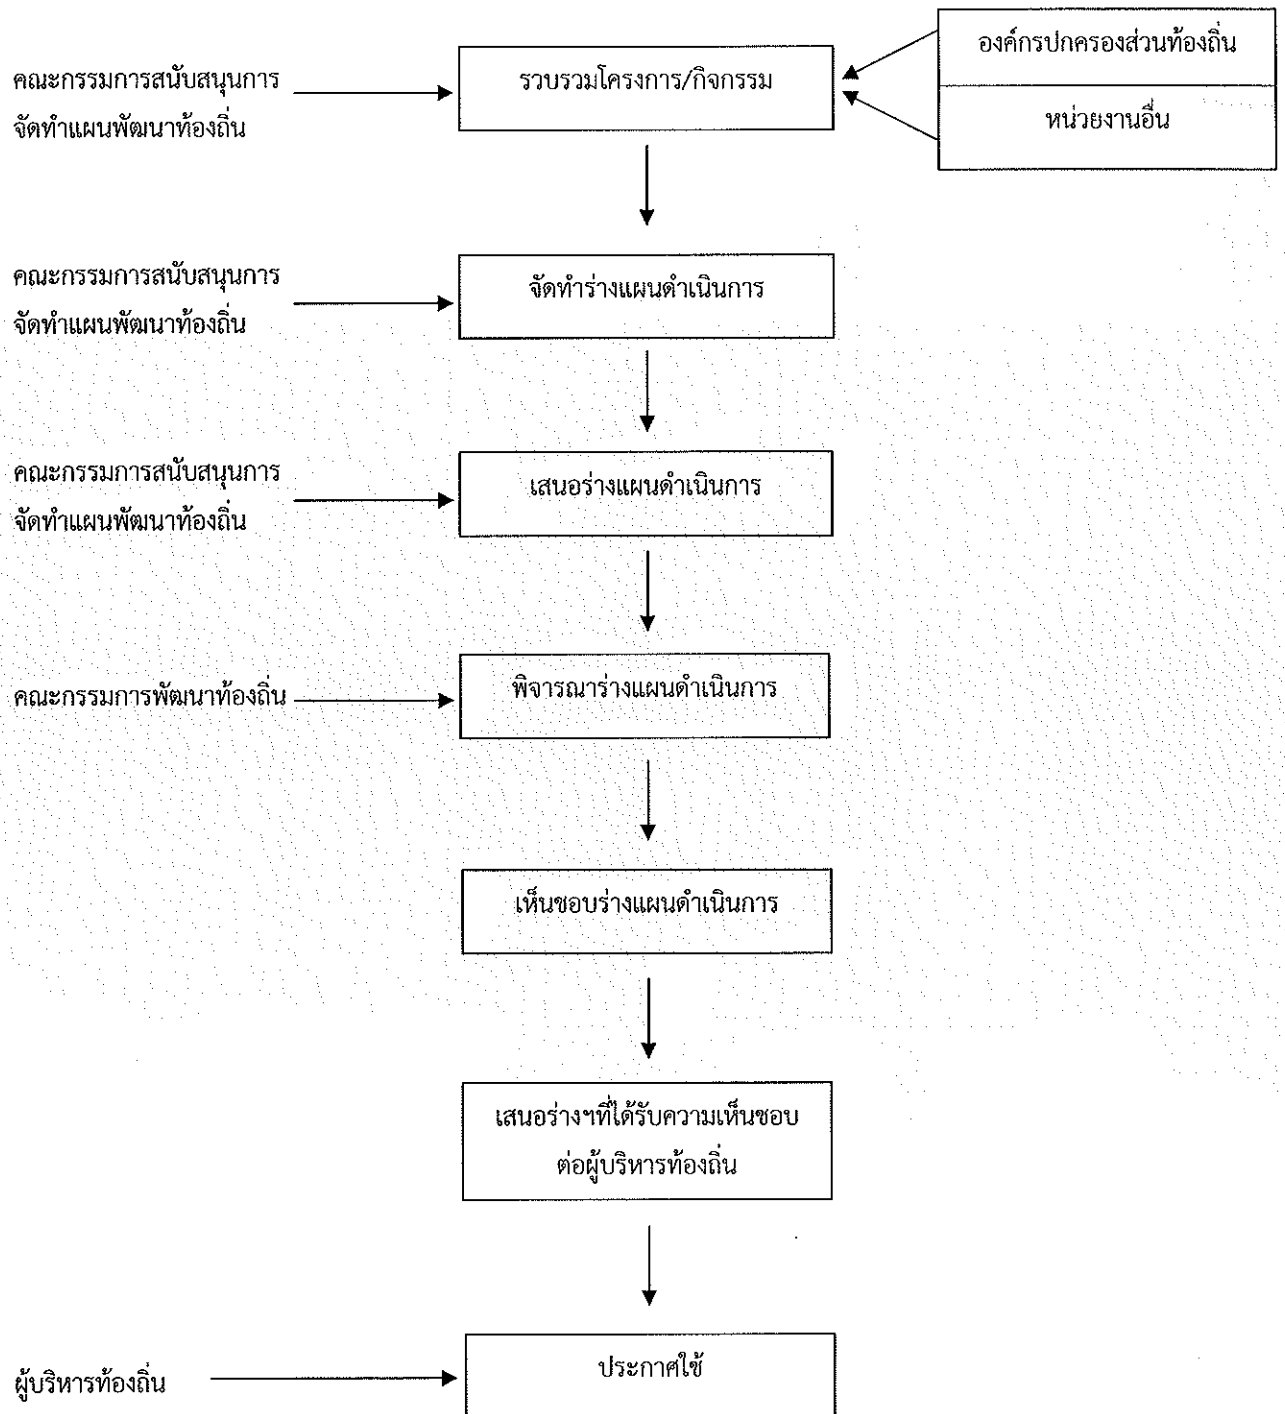 องค์กรปกครองส่วนท้องถิ่น
คณะกรรมการสนับสนุนการ
จัดทำแผนพัฒนาท้องถิ่น
รวบรวมโครงการ/กิจกรรม
หน่วยงานอื่น
คณะกรรมการสนับสนุนการ
จัดทำแผนพัฒนาท้องถิ่น
จัดทำร่างแผนดำเนินการ
คณะกรรมการสนับสนุนการ
จัดทำแผนพัฒนาท้องถิ่น
เสนอร่างแผนดำเนินการ
คณะกรรมการพัฒนาท้องถิ่น
พิจารณาร่างแผนดำเนินการ
เห็นชอบร่างแผนดำเนินการ
เสนอร่างฯที่ได้รับความเห็นชอบ
ต่อผู้บริหารท้องถิ่น
ผู้บริหารท้องถิ่น
ประกาศใช้